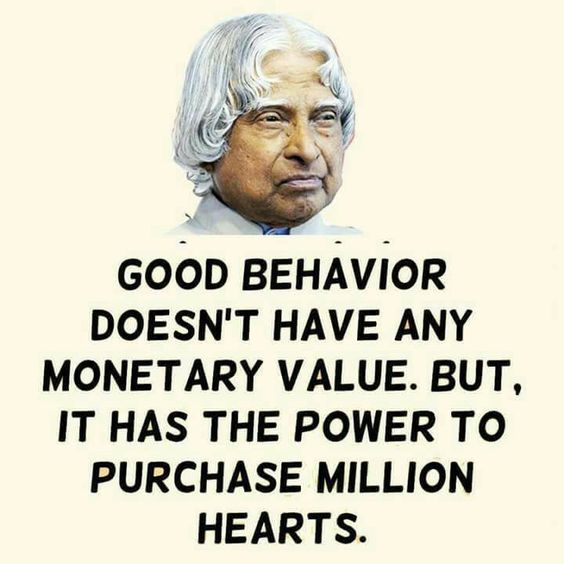 GOOD BEHAVIOR
DOESN'T HAVE ANY
MONETARY VALUE. BUT,
IT HAS THE POWER TO
PURCHASE MILLION
HEARTS.